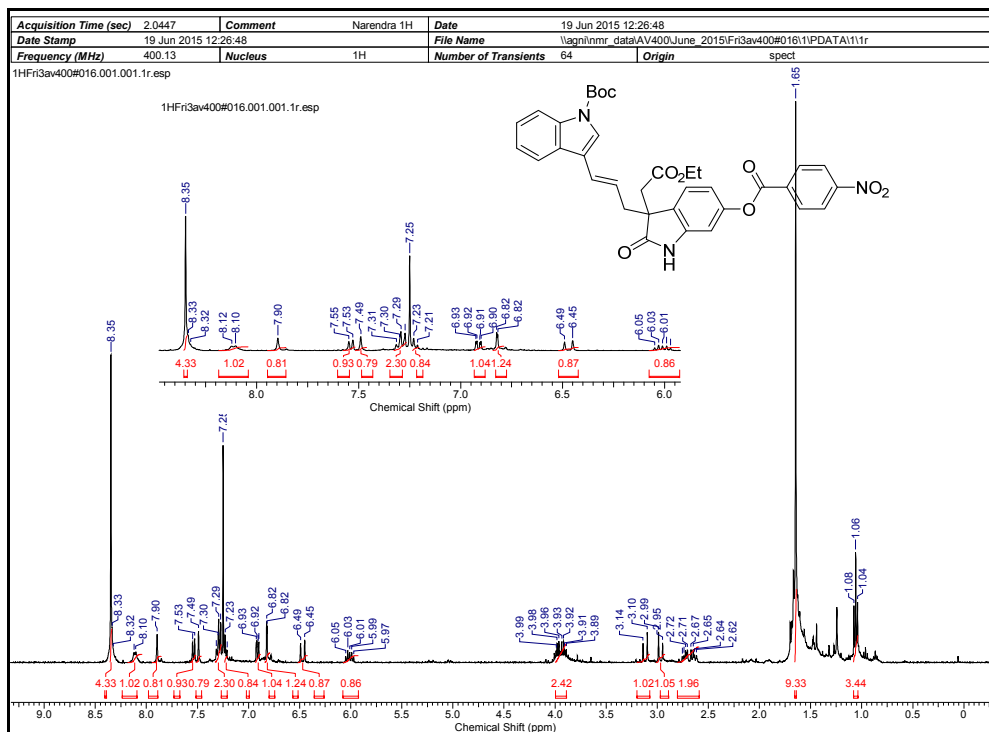 Acquisition Time (sec) 2.0447 Comment Narendra 1H Date 19 Jun 2015 12:26:48
Date Stamp 19 Jun 2015 12:26:48 File Name \\agni\nmr_data\AV400\June_2015\Fri3av400#016\1\PDATA\1\1r
Frequency (MHz) 400.13 Nucleus 1H Number of Transients 64 Origin spect
1HFri3av400#016.001.001.1r.esp
1HFri3av400#016.001.001.1r.esp
1.65
Boc
N
CO2Et
O
O
NO2
O
N
H
8.35 8.33 8.32 8.12 8.10 7.90 7.55 7.53 7.49 7.31 7.30 7.29 7.25 7.23 7.21 6.93 6.92 6.91 6.90 6.82 6.82 6.49 6.45 6.05 6.03 6.01
4.33 1.02 0.81 0.93 0.79 2.30 0.84 1.04 1.24 0.87 0.86
8.0 7.5 7.0 6.5 6.0
Chemical Shift (ppm)
8.35 8.33 8.32 8.10 7.90 7.53 7.49 7.30 7.29 7.25 7.23 6.93 6.92 6.82 6.82 6.49 6.45 6.05 6.03 6.01 5.99 5.97 3.99 3.98 3.96 3.93 3.92 3.91 3.89 3.14 3.10 2.99 2.95 2.72 2.71 2.67 2.65 2.64 2.62 1.08 1.06 1.04
4.33 1.02 0.81 0.93 0.79 2.30 0.84 1.04 1.24 0.87 0.86 2.42 1.02 1.05 1.96 9.33 3.44
9.0 8.5 8.0 7.5 7.0 6.5 6.0 5.5 5.0 4.5 4.0 3.5 3.0 2.5 2.0 1.5 1.0 0.5 0
Chemical Shift (ppm)